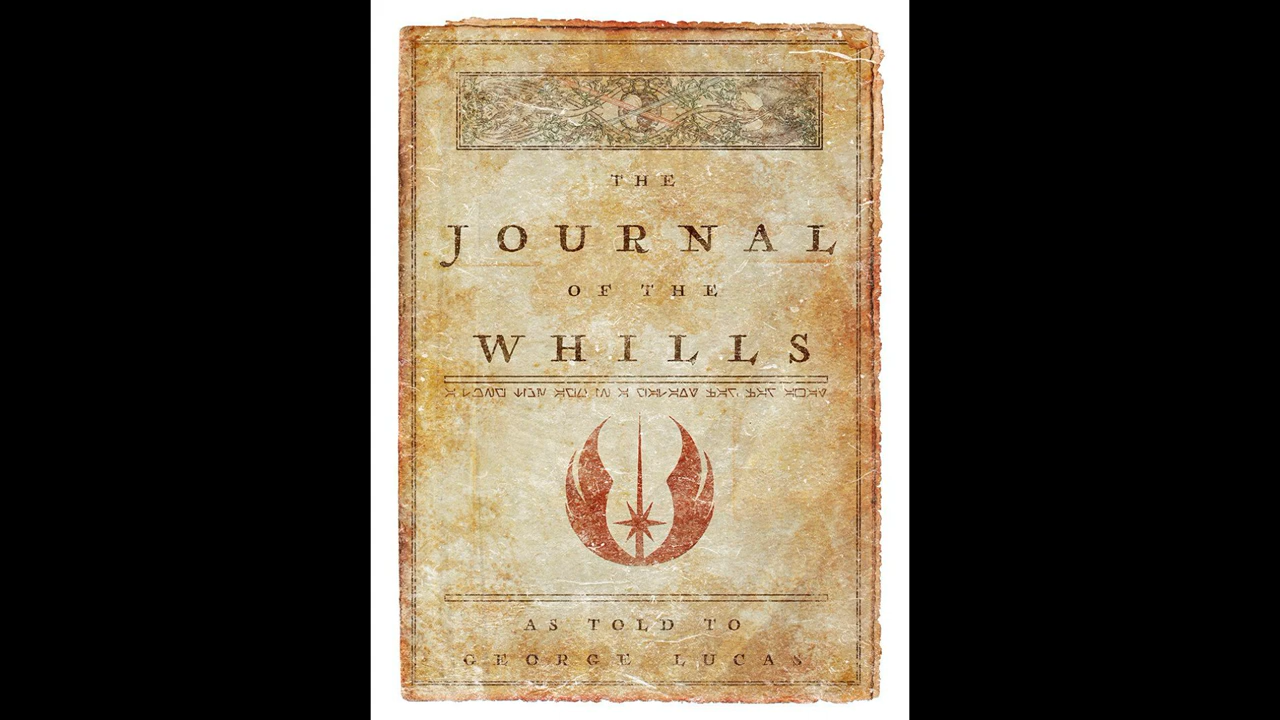 THE
JOURNAL
OF THE
WHILLS
AS TOLD TO
GEORGE LUCAS